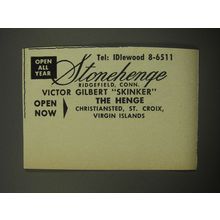 OPEN
ALL
YEAR
Tel: IDlewood 8-6511
Stonehenge
RIDGEFIELD, CONN.
VICTOR GILBERT "SKINKER"
OPEN
NOW
THE HENGE
CHRISTIANSTED, ST. CROIX,
VIRGIN ISLANDS